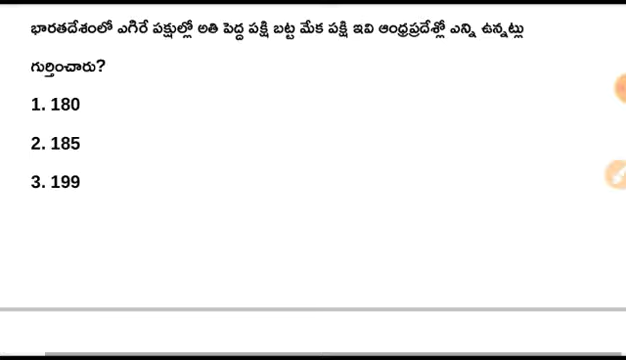 భారతదేశంలో ఎగిరే పక్షుల్లో అతి పెద్ద పక్షి బట్ట మేక పక్షి ఇవి ఆంధ్రప్రదేశ్లో ఎన్ని ఉన్నట్లు
గుర్తించారు?
1. 180
2. 185
3. 199